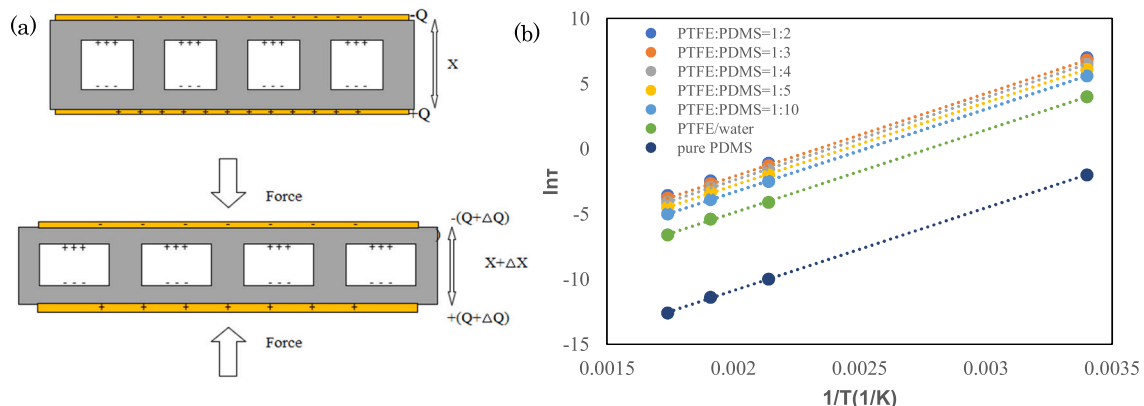 (a)
- - - - - - - - - -
-Q
+++ +++ +++ +++
X
- - - - - - - - - - - -
+ + + + + + + + + +
+Q
Force
- - - - - - -
-(Q+△Q)
+++ +++ +++ +++
X+△X
- - - - - - - - - - - -
+ + + + + + +
+(Q+△Q)
Force
(b)
10
5
0
-5
-10
-15
lnτ
PTFE:PDMS=1:2
PTFE:PDMS=1:3
PTFE:PDMS=1:4
PTFE:PDMS=1:5
PTFE:PDMS=1:10
PTFE/water
pure PDMS
0.0015 0.002 0.0025 0.003 0.0035
1/T(1/K)